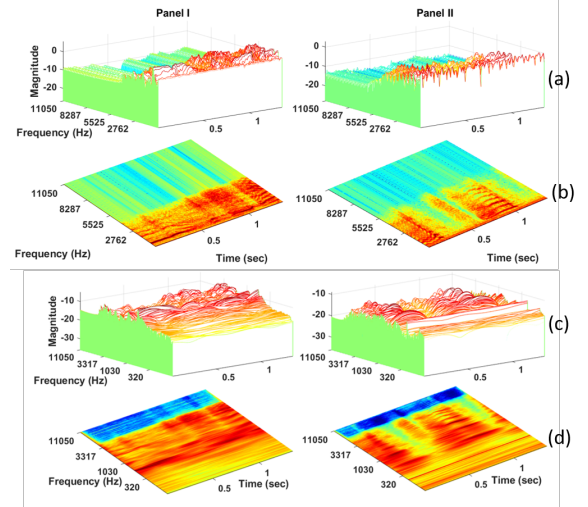 Panel I Panel II
0 0
-10 -10
-20 -20
Magnitude
(a)
11050 11050
8287 8287
5525 5525
2762 2762
0.5 1 0.5 1
Frequency (Hz)
(b)
11050 11050
8287 8287
5525 5525
2762 2762
0.5 1 0.5 1
Frequency (Hz) Time (sec) Time (sec)
-10 -10
-20 -20
-30 -30
Magnitude
(c)
11050 11050
3317 3317
1030 1030
320 320
0.5 1 0.5 1
Frequency (Hz)
(d)
11050 11050
3317 3317
1030 1030
320 320
0.5 1 0.5 1
Frequency (Hz) Time (sec) Time (sec)